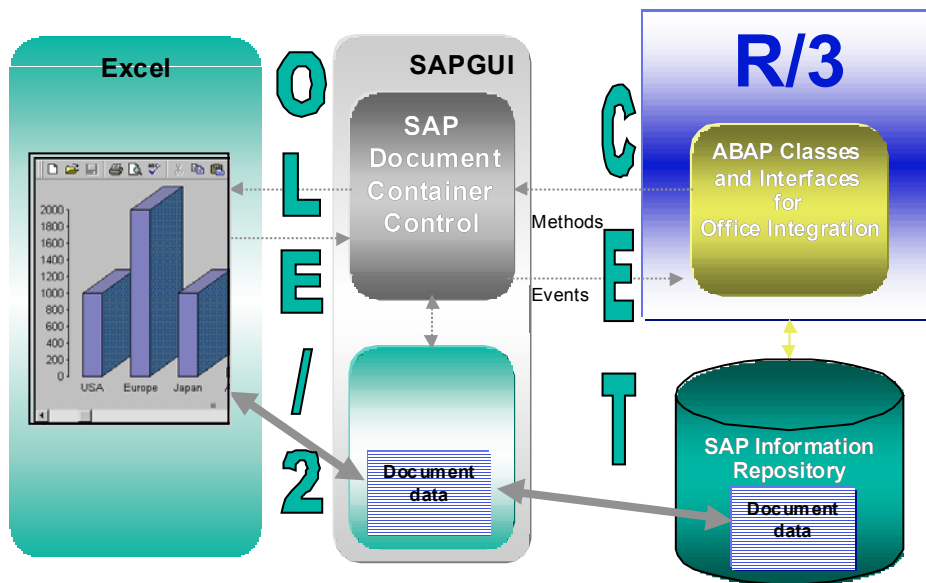 Excel
2000
1800
1600
1400
1200
1000
800
600
400
200
0
USA Europe Japan
OLE/2
SAPGUI
SAP
Document
Container
Control
Methods
Events
Document
data
CET
R/3
ABAP Classes
and Interfaces
for
Office Integration
SAP Information
Repository
Document
data